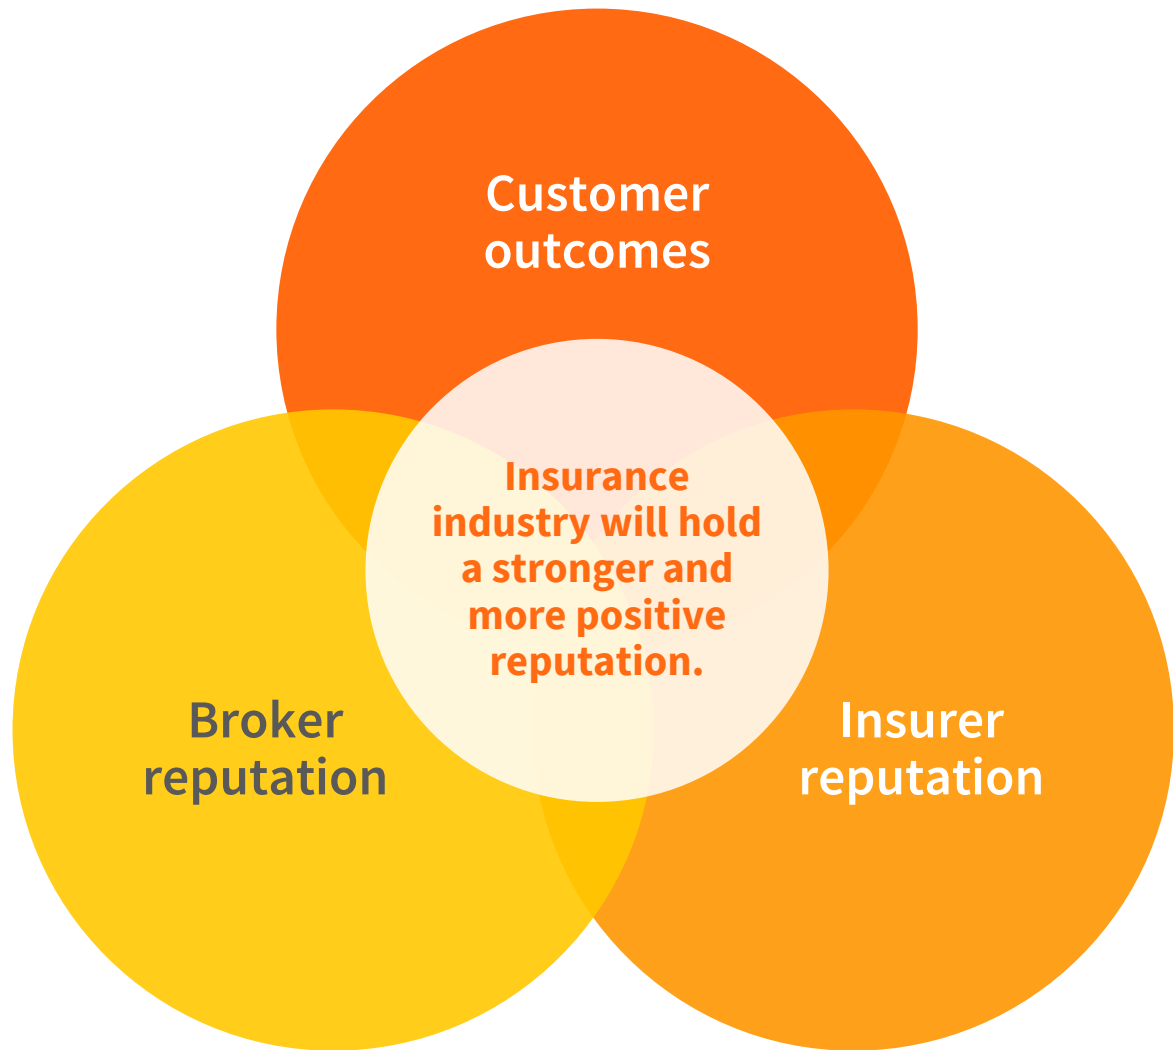 Customer
outcomes
Insurance
industry will hold
a stronger and
more positive
reputation.
Broker
reputation
Insurer
reputation